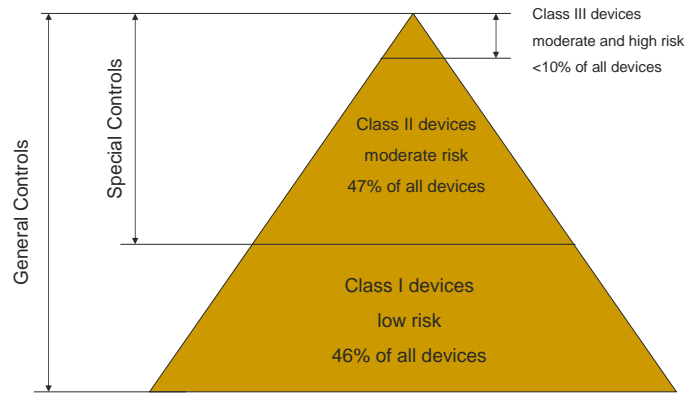 General Controls
Special Controls
Class III devices
moderate and high risk
<10% of all devices
Class II devices
moderate risk
47% of all devices
Class I devices
low risk
46% of all devices